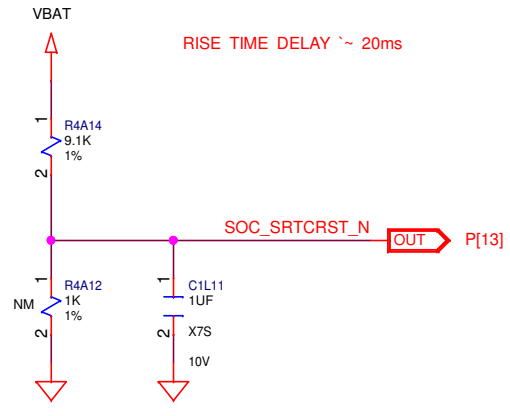 VBAT
RISE TIME DELAY `~ 20ms
1
R4A14
9.1K
1%
2
SOC_SRTCRST_N
OUT
P[13]
1
R4A12
NM
1K
1%
2
1
C1L11
1UF
2
X7S
10V